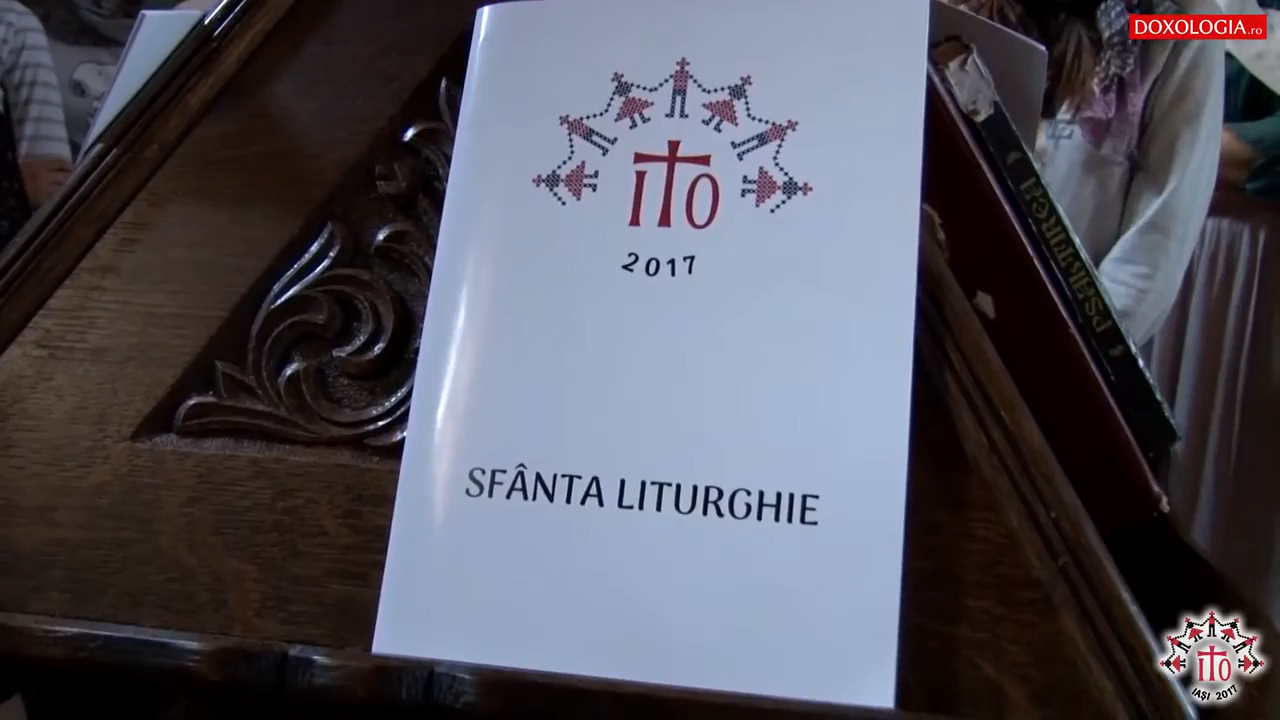 DOXOLOGIA.ro
ITO
2017
SFÂNTA LITURGHIE
PSALTIREA
ITO
IAȘI 2017